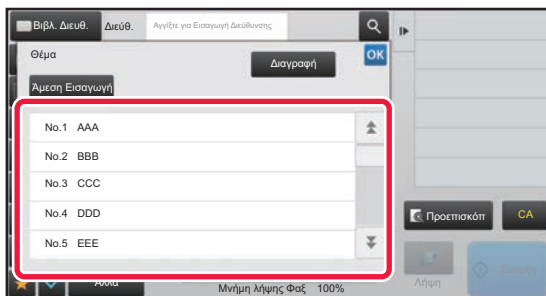 Βιβλ. Διευθ. Διεύθ. Αγγίξτε για Εισαγωγή Διεύθυνσης
Θέμα Διαγραφή OK
Άμεση Εισαγωγή
No.1 AAA
No.2 BBB
No.3 CCC
No.4 DDD
No.5 EEE
Προεπισκόπ CA
Λήψη Έναρξη
Άλλα Μνήμη λήψης Φαξ 100%